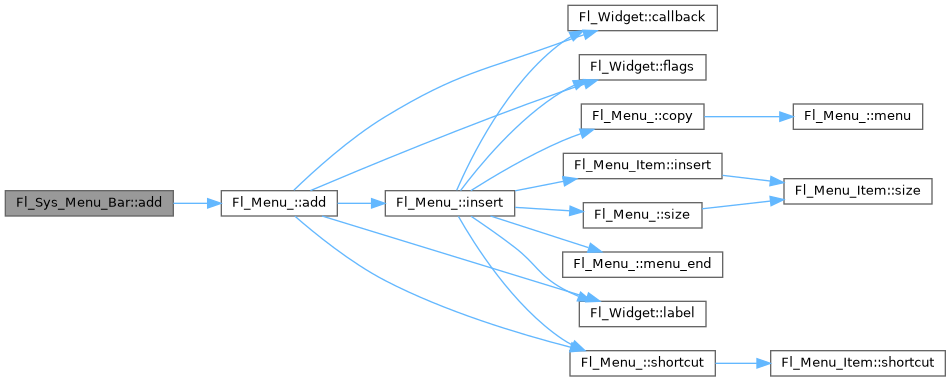 Fl_Sys_Menu_Bar::add
Fl_Menu_::add
Fl_Menu_::insert
Fl_Widget::callback
Fl_Widget::flags
Fl_Menu_::copy
Fl_Menu_::menu
Fl_Menu_Item::insert
Fl_Menu_Item::size
Fl_Menu_::size
Fl_Menu_::menu_end
Fl_Widget::label
Fl_Menu_::shortcut
Fl_Menu_Item::shortcut